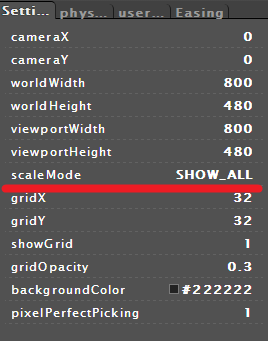 Setti... phys... user... Easing
cameraX 0
cameraY 0
worldWidth 800
worldHeight 480
viewportWidth 800
viewportHeight 480
scaleMode SHOW_ALL
gridX 32
gridY 32
showGrid 1
gridOpacity 0.3
backgroundColor #222222
pixelPerfectPicking 1